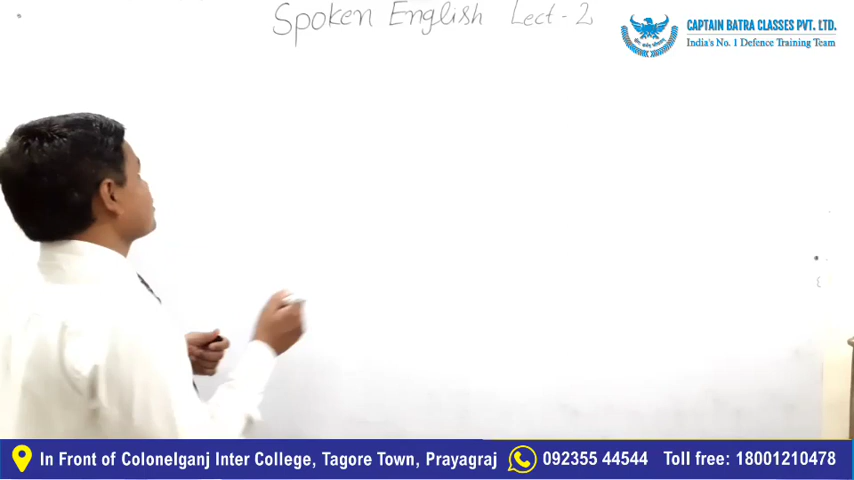 Spoken English Lect - 2
CAPTAIN BATRA CLASSES PVT. LTD.
India's No. 1 Defence Training Team
In Front of Colonelganj Inter College, Tagore Town, Prayagraj 092355 44544 Toll free: 18001210478